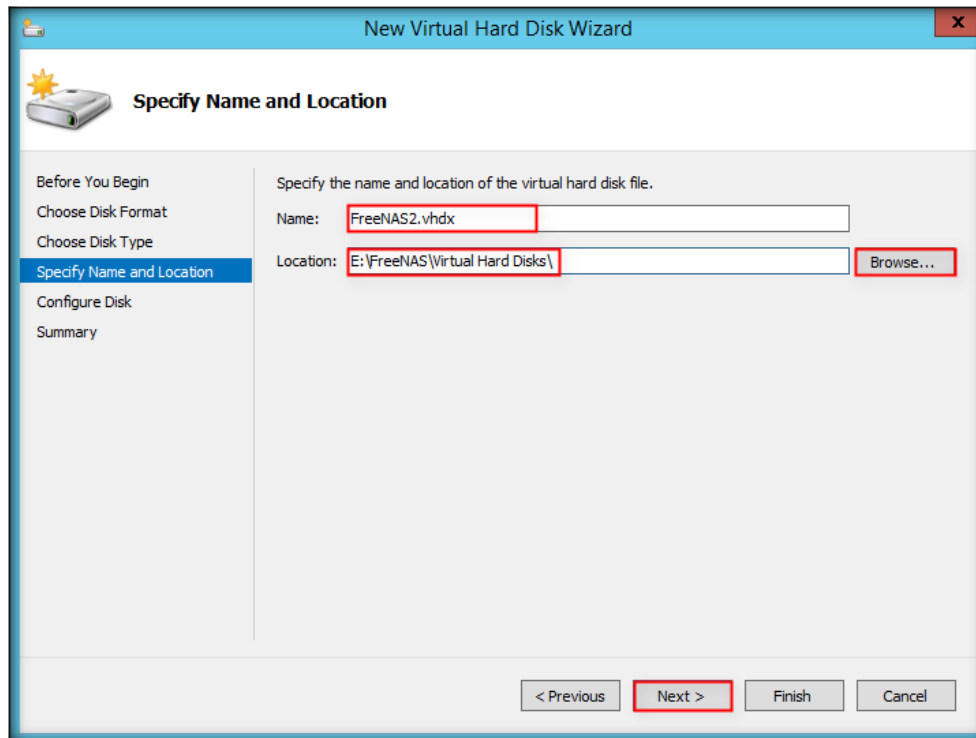 New Virtual Hard Disk Wizard
x
Specify Name and Location
Before You Begin
Choose Disk Format
Choose Disk Type
Specify Name and Location
Configure Disk
Summary
Specify the name and location of the virtual hard disk file.
Name: FreeNAS2.vhdx
Location: E:\FreeNAS\Virtual Hard Disks\ Browse...
< Previous Next > Finish Cancel